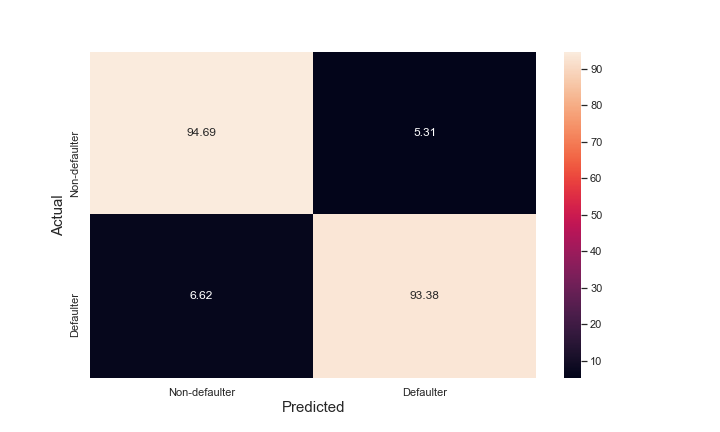 Actual
Non-defaulter
Defaulter
94.69
5.31
6.62
93.38
Non-defaulter
Defaulter
Predicted
90
80
70
60
50
40
30
20
10